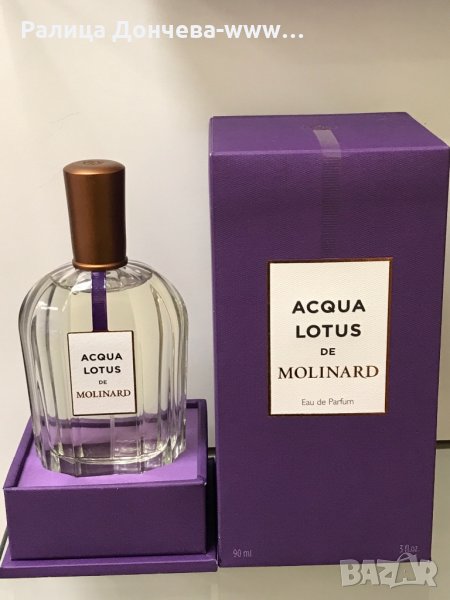 Ралица Дончева-www...
ACQUA
LOTUS
DE
MOLINARD
ACQUA
LOTUS
DE
MOLINARD
Eau de Parfum
90 ml
3 fl.oz.
BAZAR